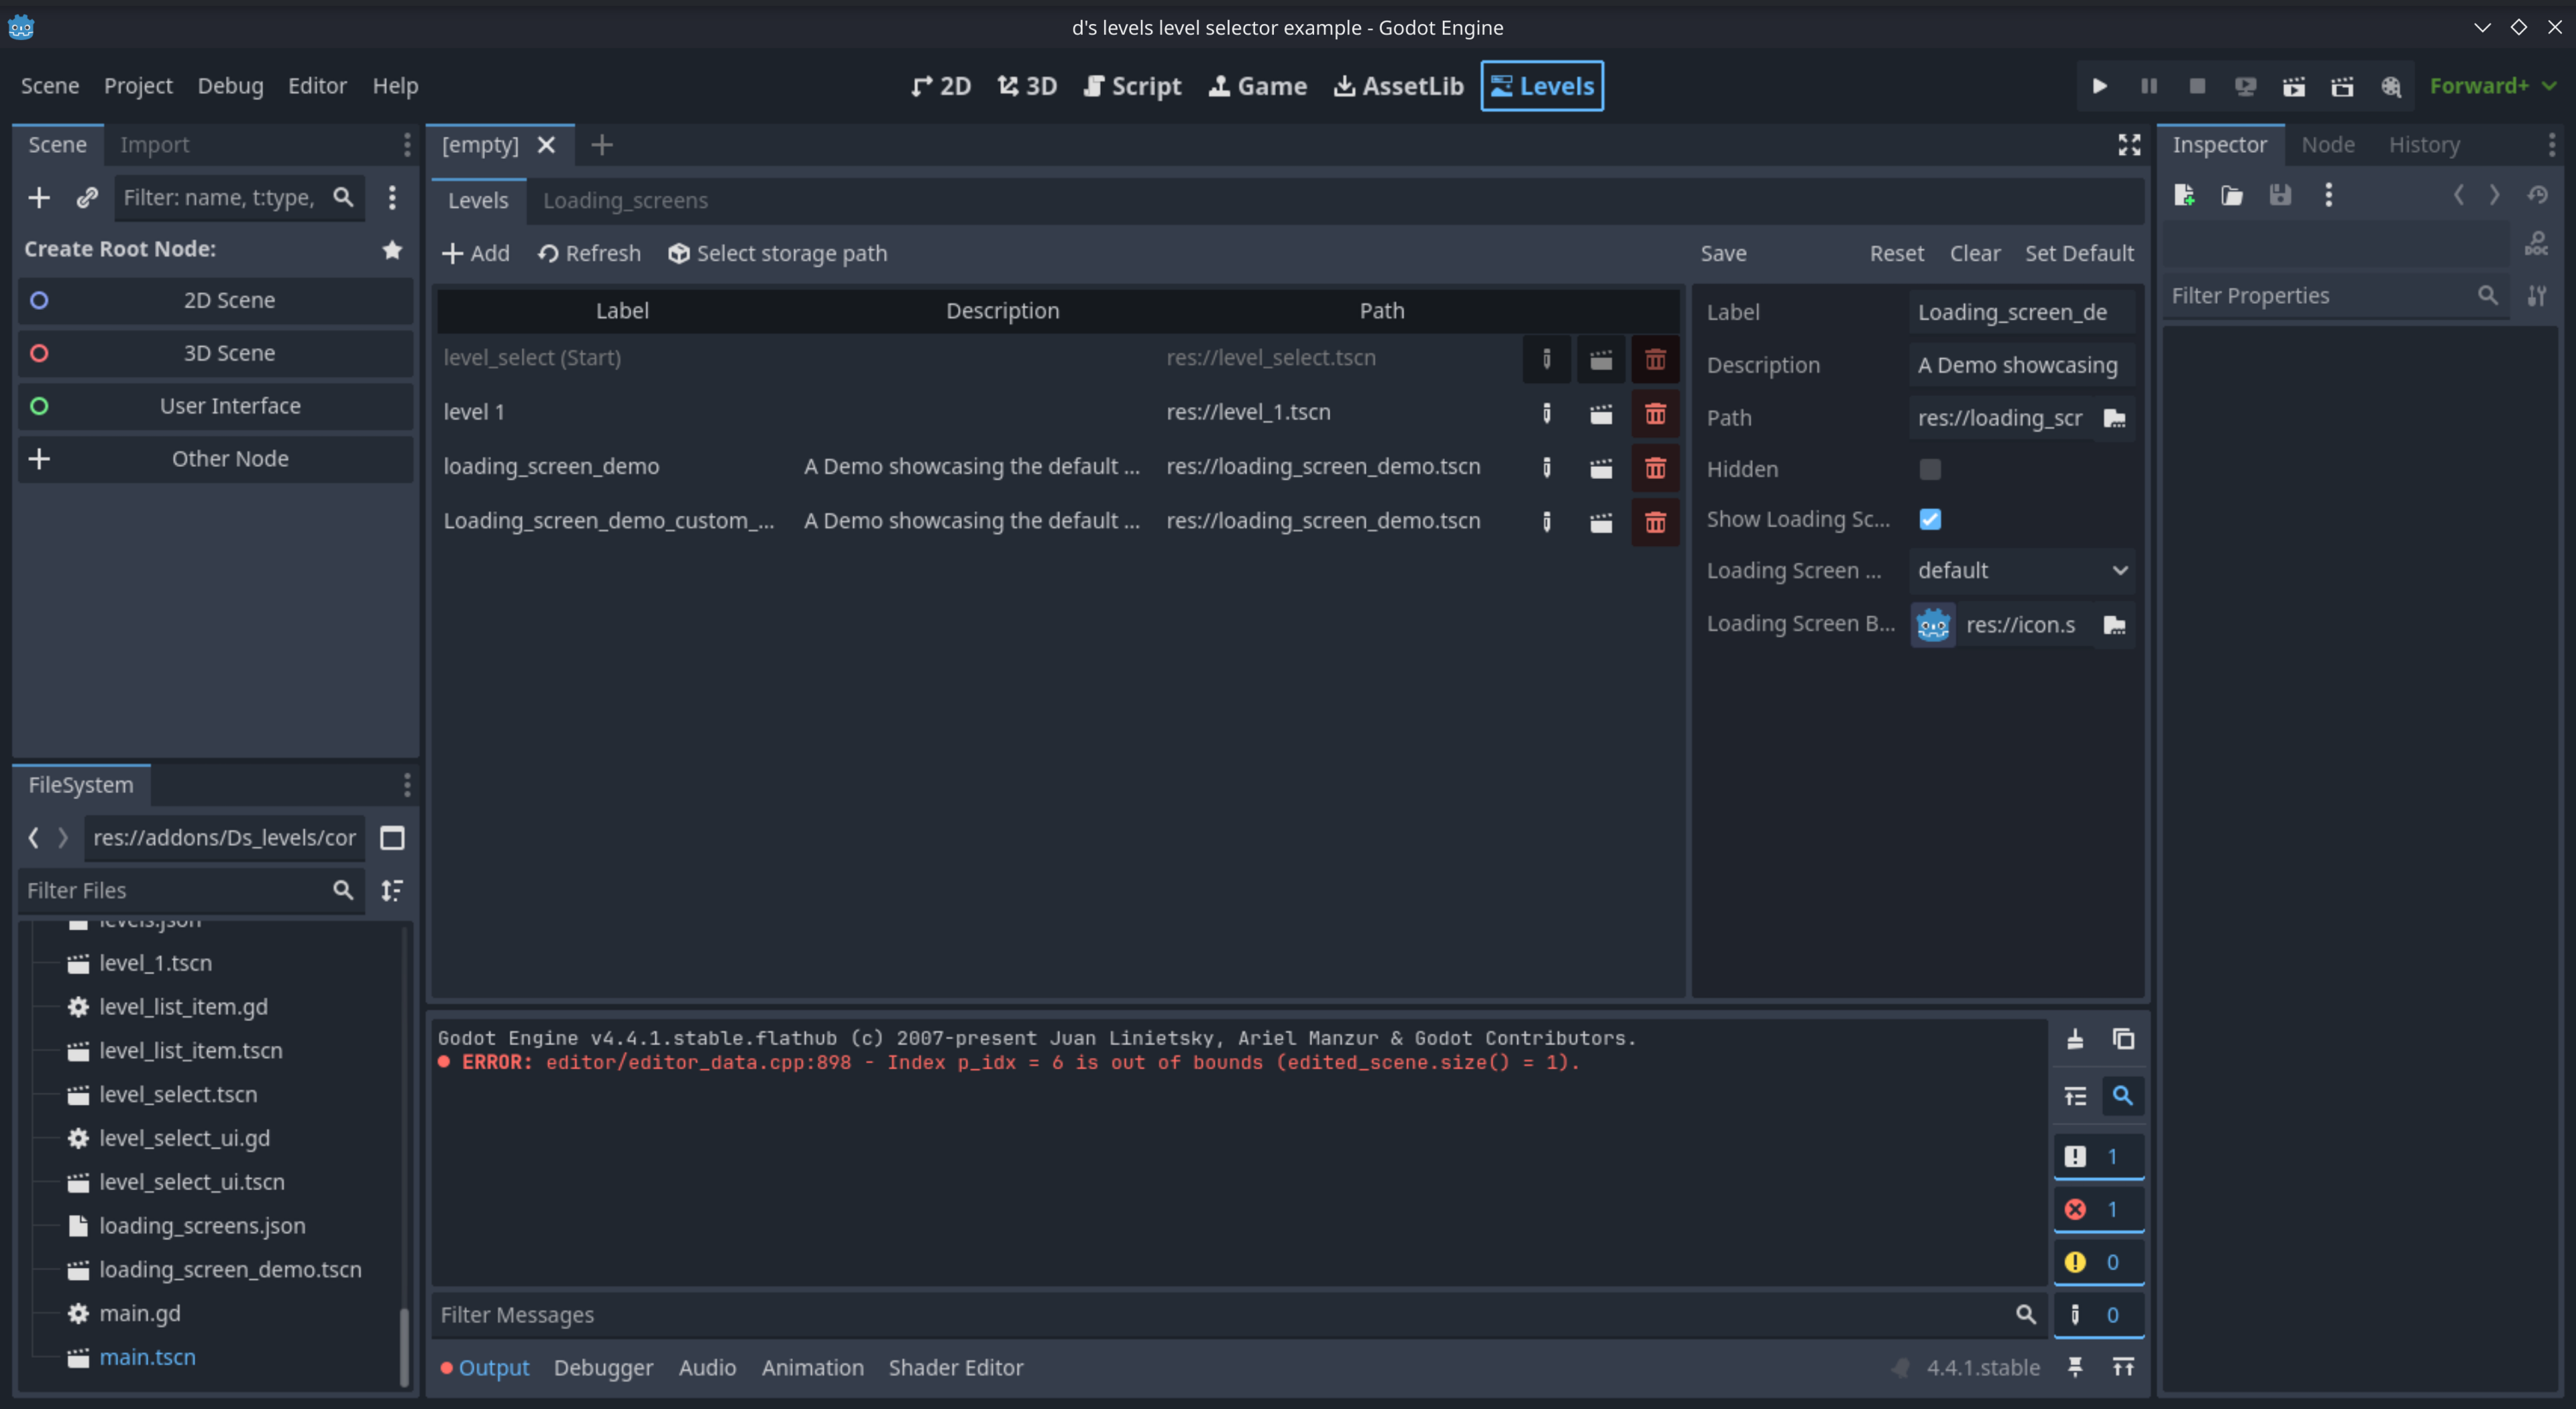 d's levels level selector example - Godot Engine
Scene Project Debug Editor Help
2D 3D Script Game AssetLib Levels
Forward+
Scene Import
Filter: name, t:type,
Create Root Node:
2D Scene
3D Scene
User Interface
Other Node
FileSystem
res://addons/Ds_levels/cor
Filter Files
levels.json
level_1.tscn
level_list_item.gd
level_list_item.tscn
level_select.tscn
level_select_ui.gd
level_select_ui.tscn
loading_screens.json
loading_screen_demo.tscn
main.gd
main.tscn
[empty]
Levels Loading_screens
Add Refresh Select storage path
Save Reset Clear Set Default
Label Description Path
level_select (Start) res://level_select.tscn
level 1 res://level_1.tscn
loading_screen_demo A Demo showcasing the default ... res://loading_screen_demo.tscn
Loading_screen_demo_custom_... A Demo showcasing the default ... res://loading_screen_demo.tscn
Label Loading_screen_de
Description A Demo showcasing
Path res://loading_scr
Hidden
Show Loading Sc...
Loading Screen ... default
Loading Screen B... res://icon.s
Godot Engine v4.4.1.stable.flathub (c) 2007-present Juan Linietsky, Ariel Manzur & Godot Contributors.
ERROR: editor/editor_data.cpp:898 - Index p_idx = 6 is out of bounds (edited_scene.size() = 1).
1
1
0
0
Filter Messages
Output Debugger Audio Animation Shader Editor
4.4.1.stable
Inspector Node History
DOC
Filter Properties